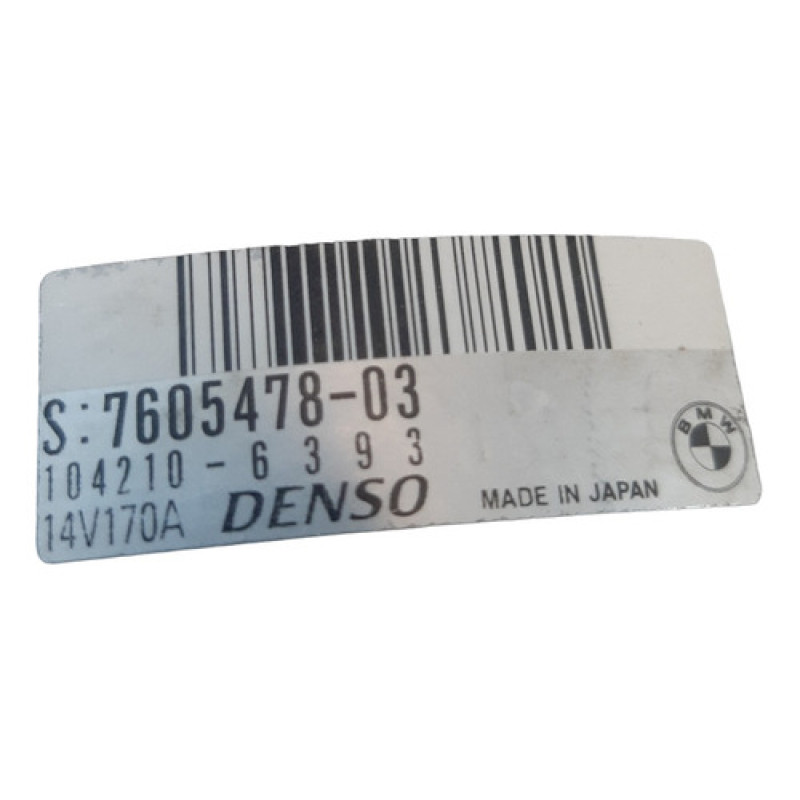 S:7605478-03
104210-6393
14V170A DENSO MADE IN JAPAN
BMW